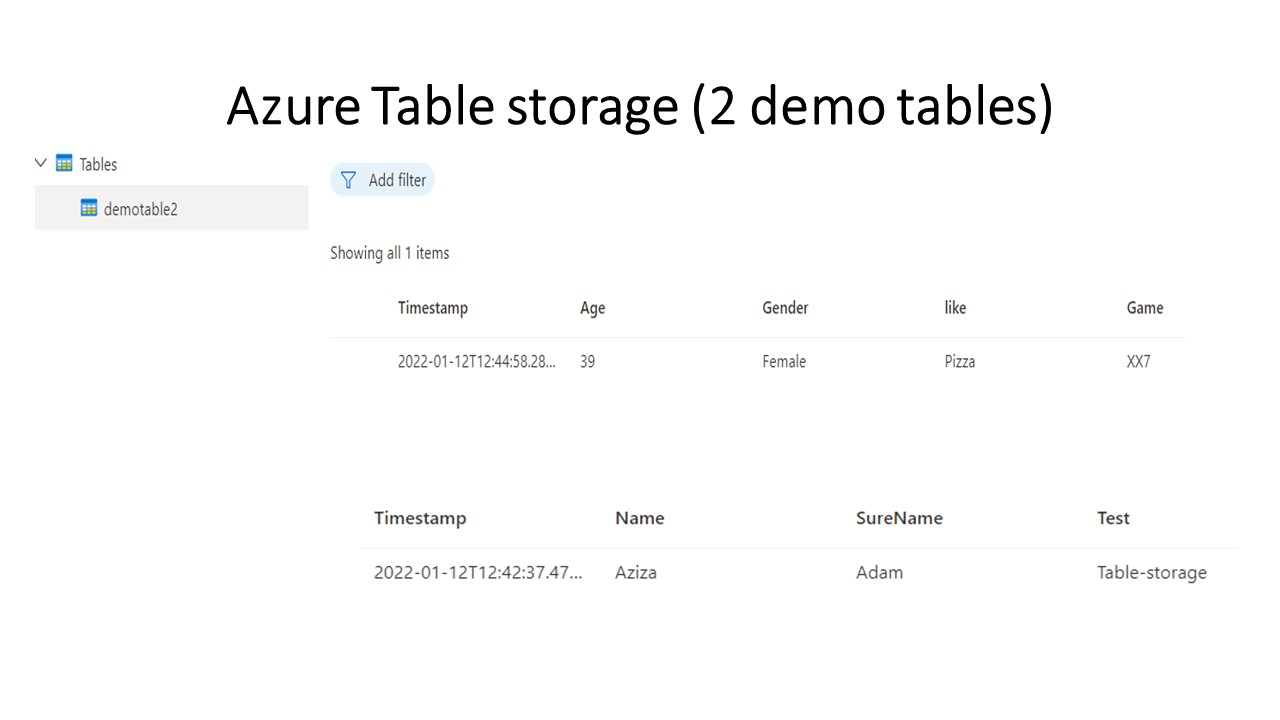 Azure Table storage (2 demo tables)
Tables
demotable2
Add filter
Showing all 1 items
Timestamp Age Gender like Game
2022-01-12T12:44:58.28... 39 Female Pizza XX7
Timestamp Name SureName Test
2022-01-12T12:42:37.47... Aziza Adam Table-storage